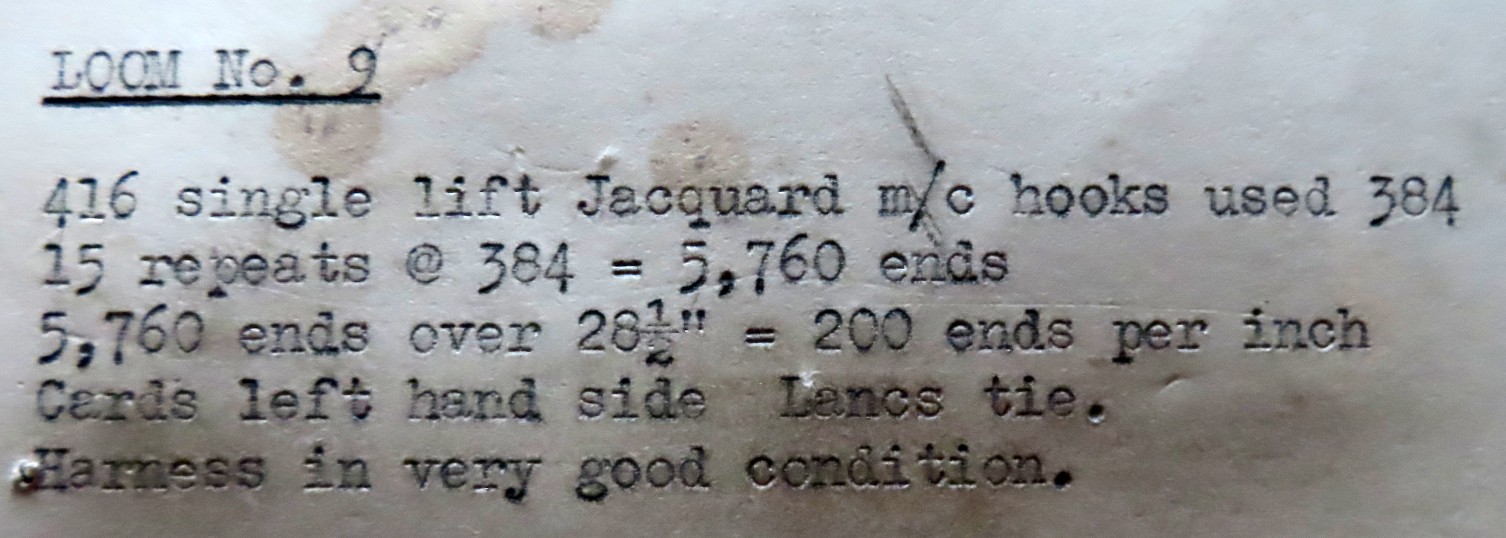 LOOM No. 9
416 single lift Jacquard m/c hooks used 384
15 repeats @ 384 = 5,760 ends
5,760 ends over 28½" = 200 ends per inch
Cards left hand side Lancs tie.
Harness in very good condition.